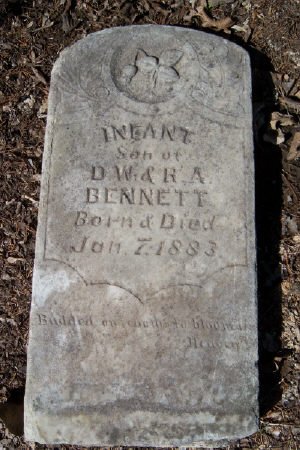 INFANT
Son of
D.W. & R.A.
BENNETT
Born & Died
Jan. 7. 1883
Budded on earth to bloom in
Heaven